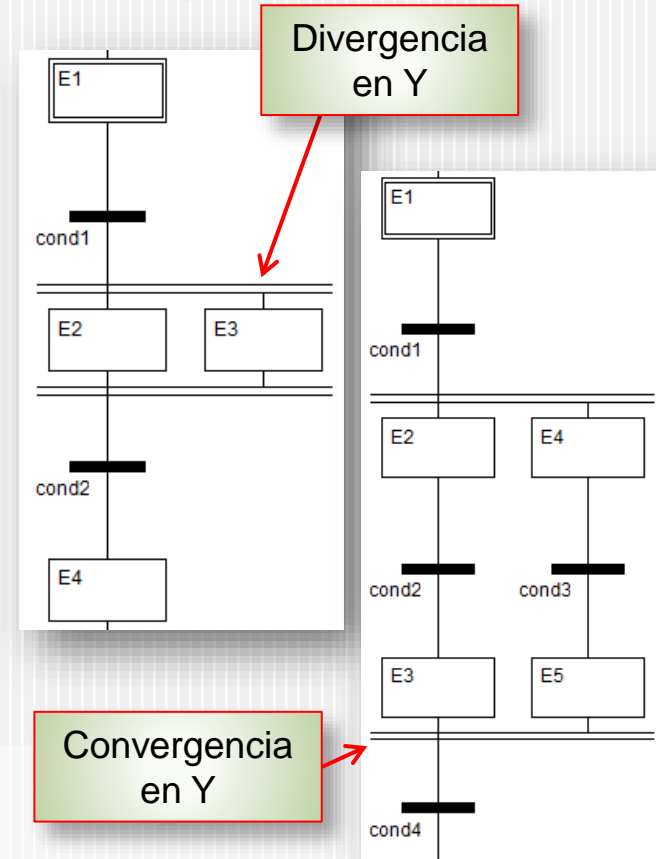 Divergencia
en Y
E1
cond1
E2 E3
cond2
E4
E1
cond1
E2 E4
cond2 cond3
E3 E5
cond4
Convergencia
en Y